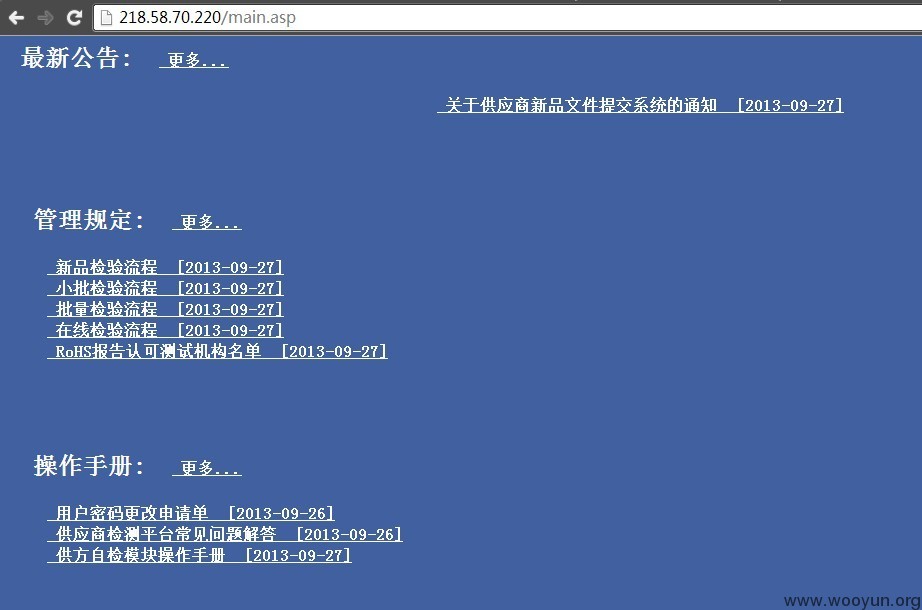 218.58.70.220/main.asp
最新公告： 更多...
关于供应商新品文件提交系统的通知 [2013-09-27]
管理规定： 更多...
新品检验流程 [2013-09-27]
小批检验流程 [2013-09-27]
批量检验流程 [2013-09-27]
在线检验流程 [2013-09-27]
RoHS报告认可测试机构名单 [2013-09-27]
操作手册： 更多...
用户密码更改申请单 [2013-09-26]
供应商检测平台常见问题解答 [2013-09-26]
供方自检模块操作手册 [2013-09-27]
www.wooyun.org